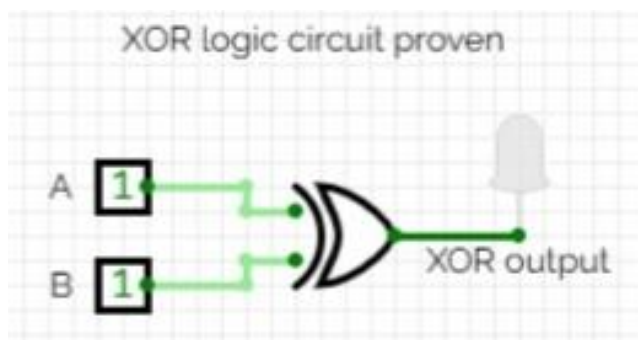 XOR logic circuit proven
A 1
XOR output
B 1